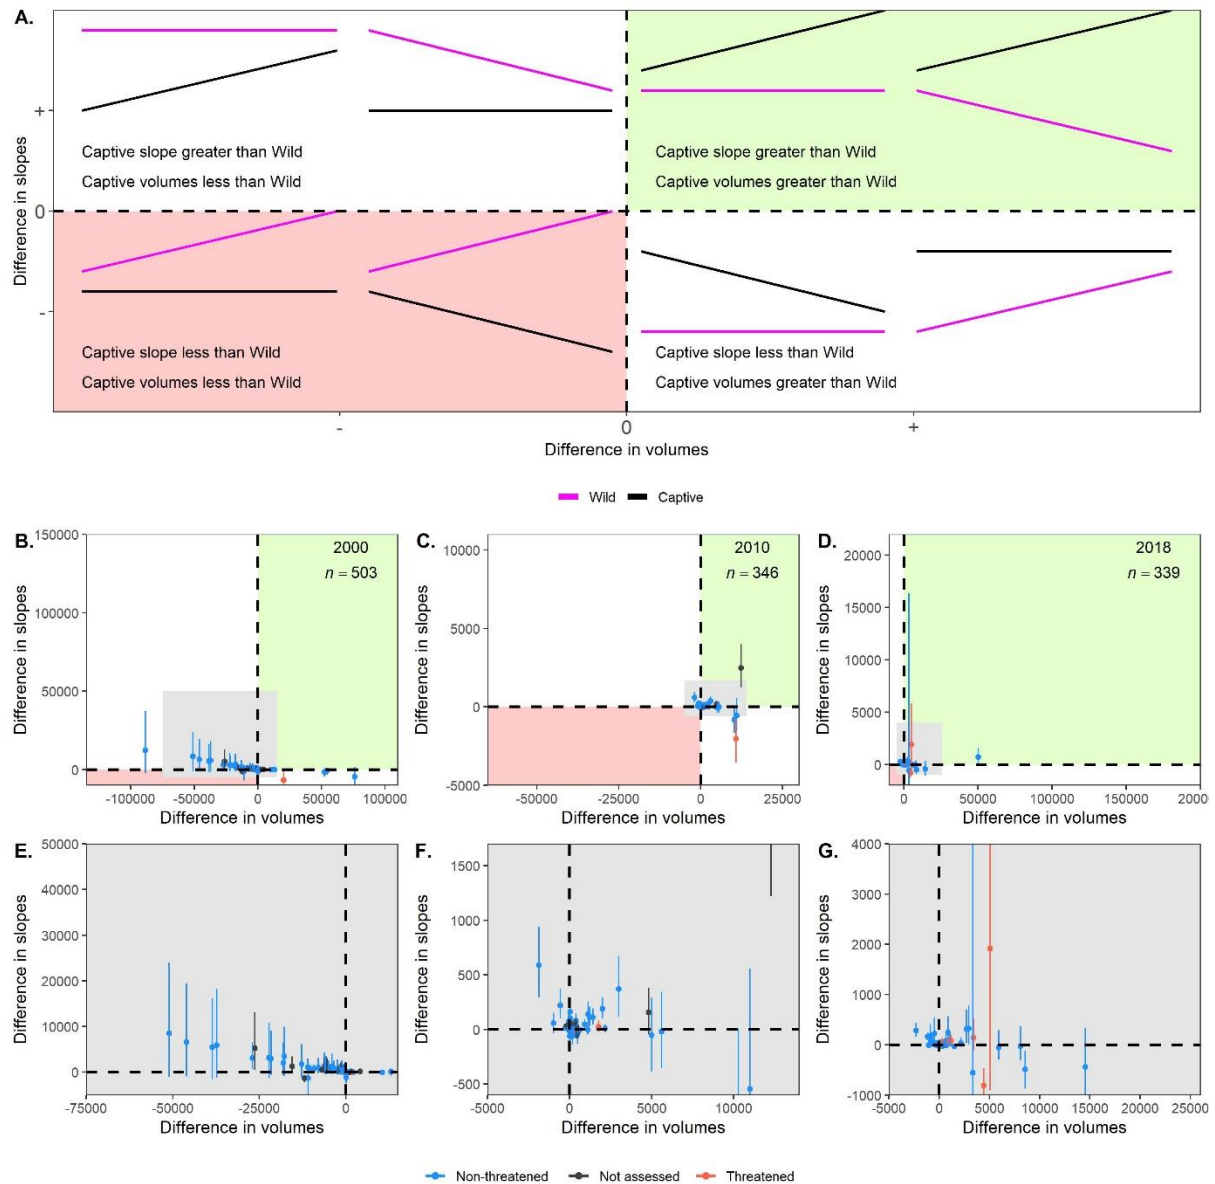 A.
Difference in slopes
+
0
-
Captive slope greater than Wild
Captive volumes less than Wild
Captive slope greater than Wild
Captive volumes greater than Wild
Captive slope less than Wild
Captive volumes less than Wild
Captive slope less than Wild
Captive volumes greater than Wild
- 0 +
Difference in volumes
Wild Captive
B.
Difference in slopes
150000
100000
50000
0
2000
n = 503
-100000 -50000 0 50000 100000
Difference in volumes
C.
Difference in slopes
10000
5000
0
-5000
2010
n = 346
-50000 -25000 0 25000
Difference in volumes
D.
Difference in slopes
20000
15000
10000
5000
0
2018
n = 339
0 50000 100000 150000 2000
Difference in volumes
E.
Difference in slopes
50000
40000
30000
20000
10000
0
-75000 -50000 -25000 0
Difference in volumes
F.
Difference in slopes
1500
1000
500
0
-500
-5000 0 5000 10000
Difference in volumes
G.
Difference in slopes
4000
3000
2000
1000
0
-1000
-5000 0 5000 10000 15000 20000 25000
Difference in volumes
Non-threatened Not assessed Threatened